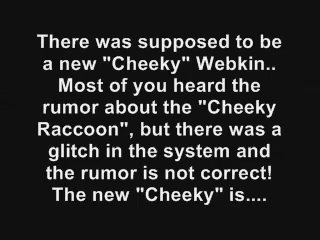 There was supposed to be
a new "Cheeky" Webkin..
Most of you heard the
rumor about the "Cheeky
Raccoon", but there was a
glitch in the system and
the rumor is not correct!
The new "Cheeky" is....